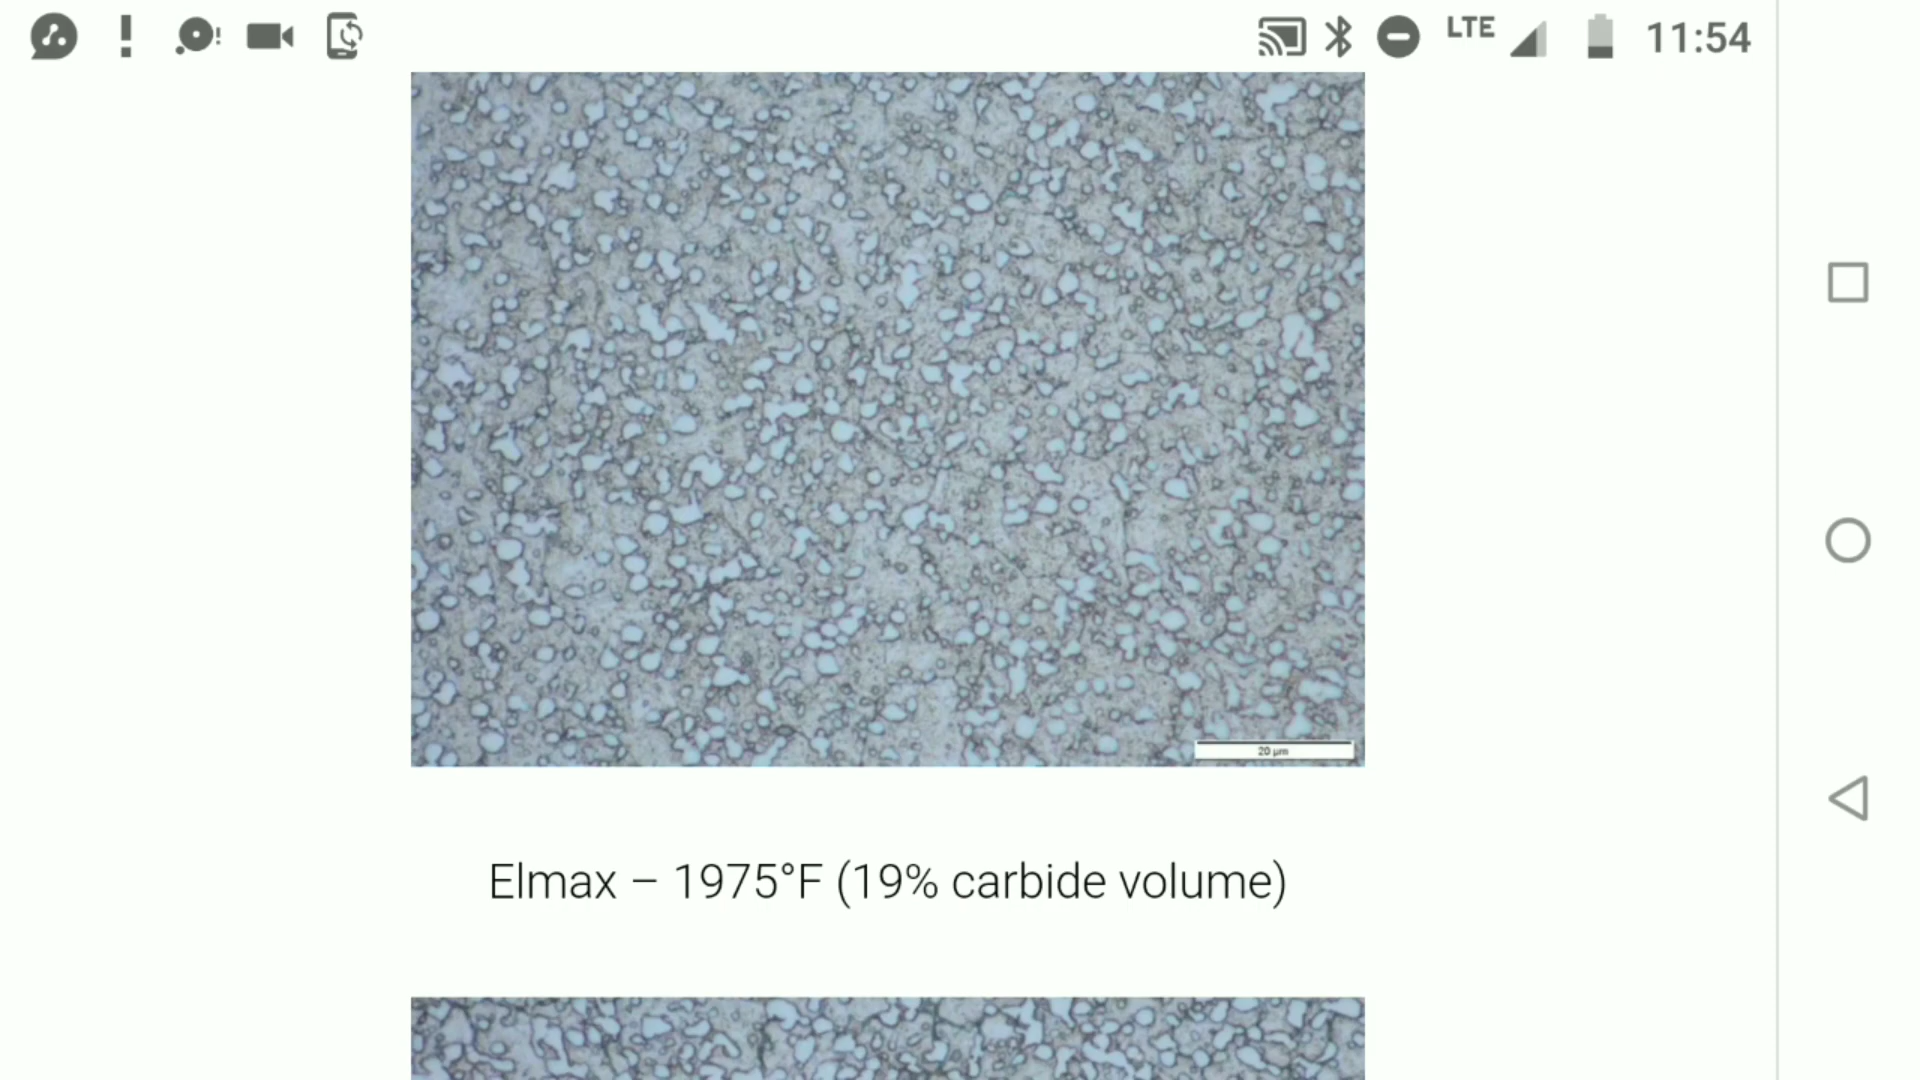 LTE 11:54
20 µm
Elmax – 1975°F (19% carbide volume)